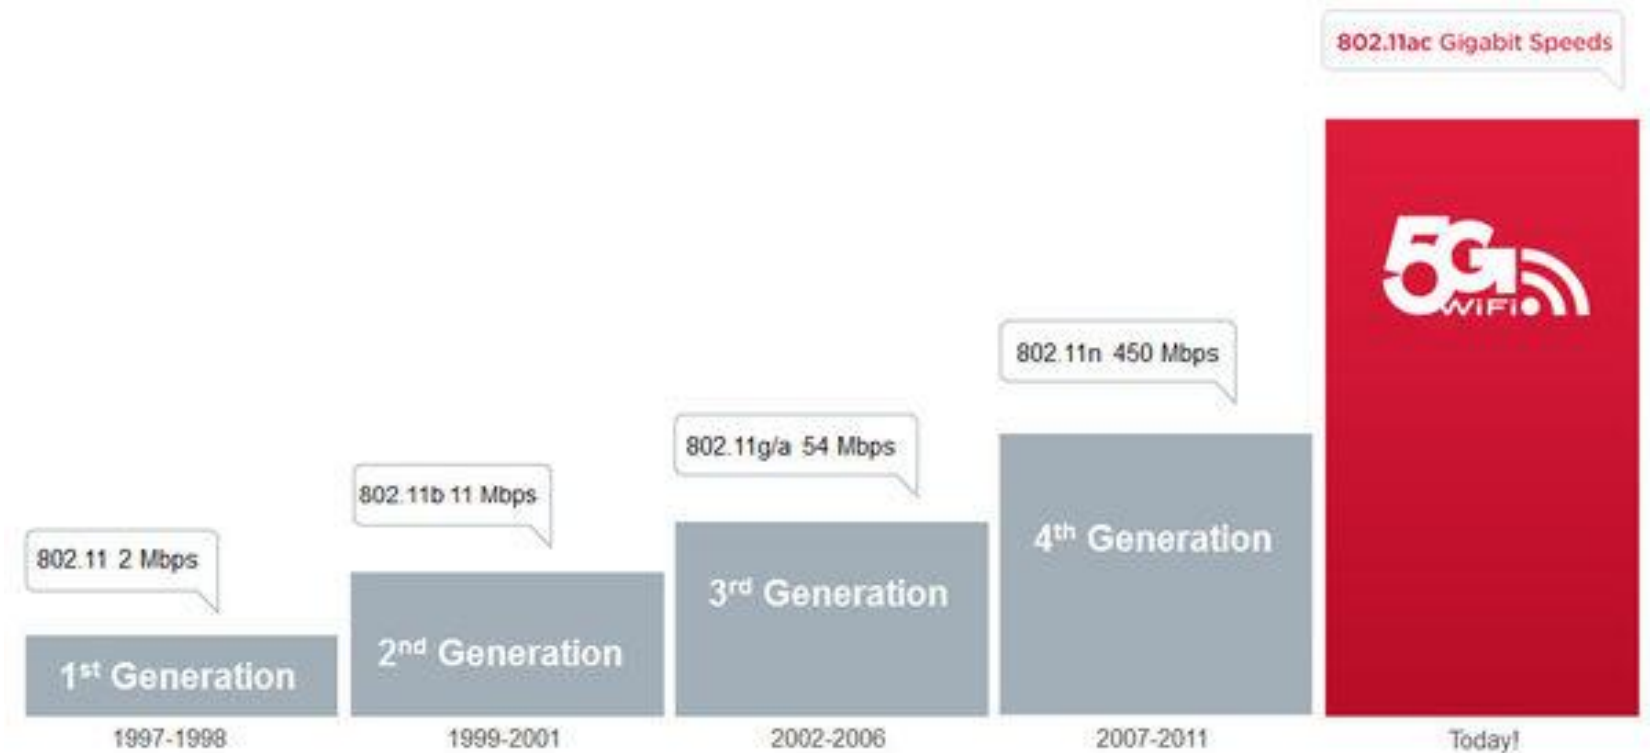 802.11ac Gigabit Speeds
5G
WiFi
802.11n 450 Mbps
802.11g/a 54 Mbps
802.11b 11 Mbps
802.11 2 Mbps
1st Generation
2nd Generation
3rd Generation
4th Generation
1997-1998
1999-2001
2002-2006
2007-2011
Today!